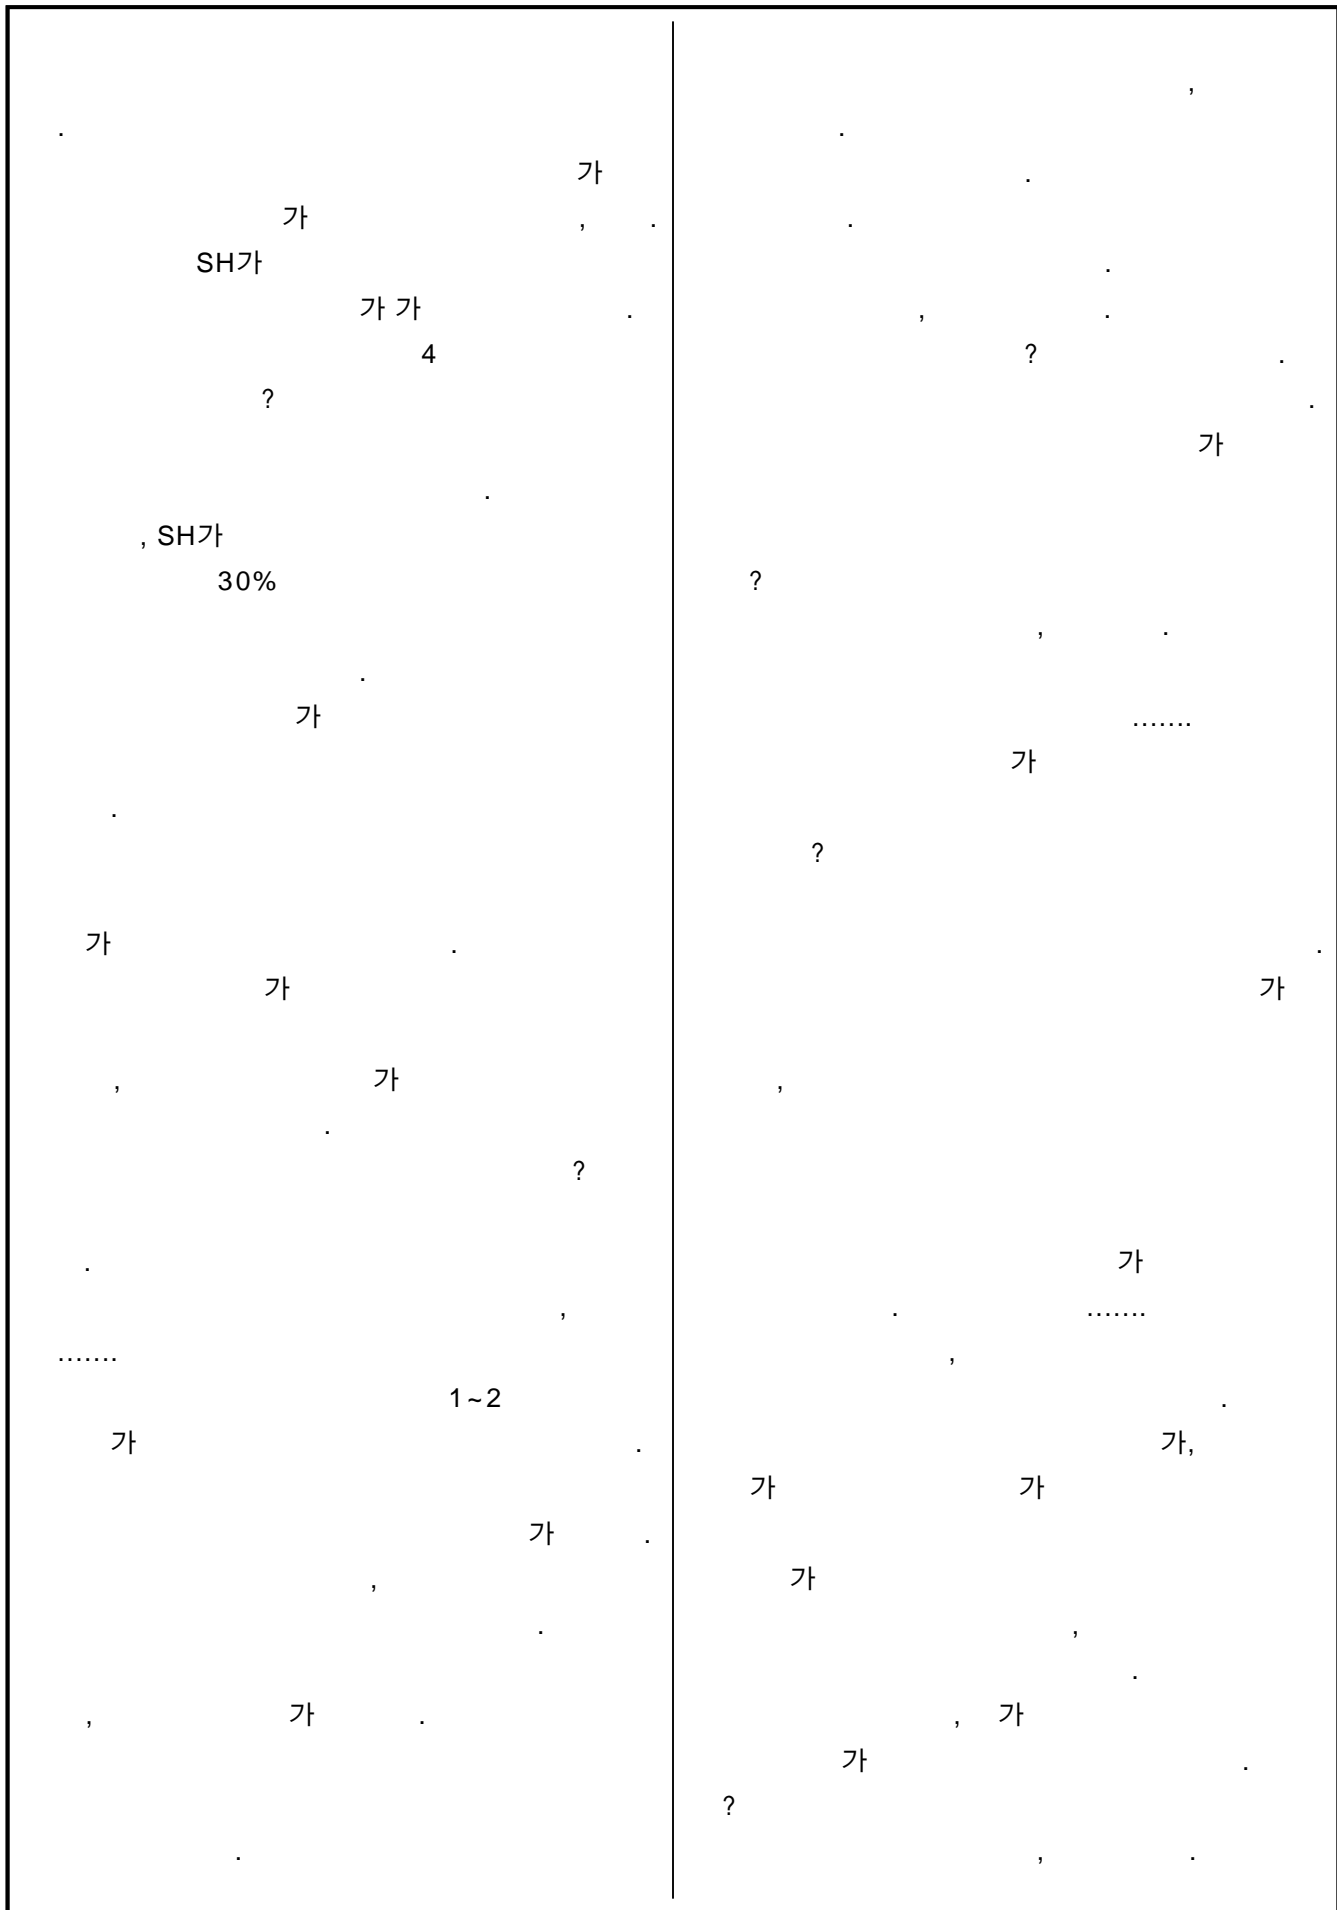 .
가
가 , .
SH가
가 가 .
4
?
.
, SH가
30%
.
가
.
가 .
가
, 가
.
?
.
,
.......
1~2
가 .
가 .
,
.
, 가 .
.
,
.
.
.
.
, .
? .
.
가
?
, .
.......
가
?
.
가
,
가
. .......
,
.
가,
가 가
가
,
.
, 가
가 .
?
, .